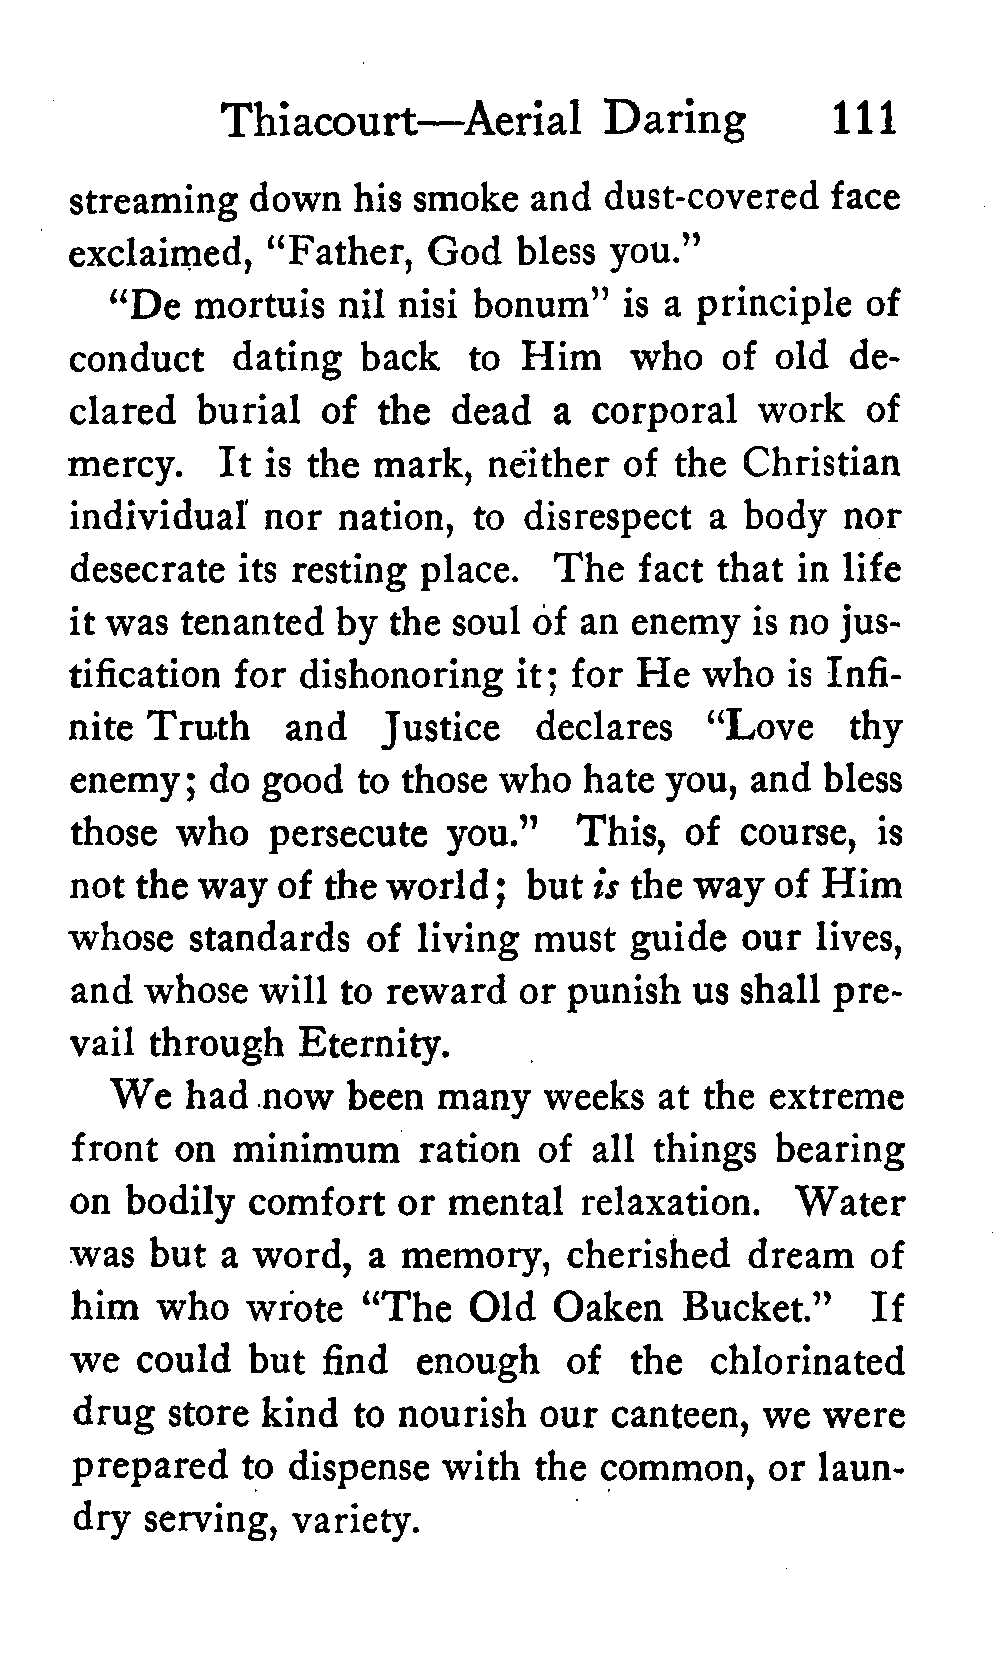 Thiacourt—Aerial Daring 111
streaming down his smoke and dust-covered face
exclaimed, “Father, God bless you.”
“De mortuis nil nisi bonum” is a principle of
conduct dating back to Him who of old de-
clared burial of the dead a corporal work of
mercy. It is the mark, neither of the Christian
individual nor nation, to disrespect a body nor
desecrate its resting place. The fact that in life
it was tenanted by the soul of an enemy is no jus-
tification for dishonoring it; for He who is Infi-
nite Truth and Justice declares “Love thy
enemy; do good to those who hate you, and bless
those who persecute you.” This, of course, is
not the way of the world; but is the way of Him
whose standards of living must guide our lives,
and whose will to reward or punish us shall pre-
vail through Eternity.
We had now been many weeks at the extreme
front on minimum ration of all things bearing
on bodily comfort or mental relaxation. Water
was but a word, a memory, cherished dream of
him who wrote “The Old Oaken Bucket.” If
we could but find enough of the chlorinated
drug store kind to nourish our canteen, we were
prepared to dispense with the common, or laun-
dry serving, variety.